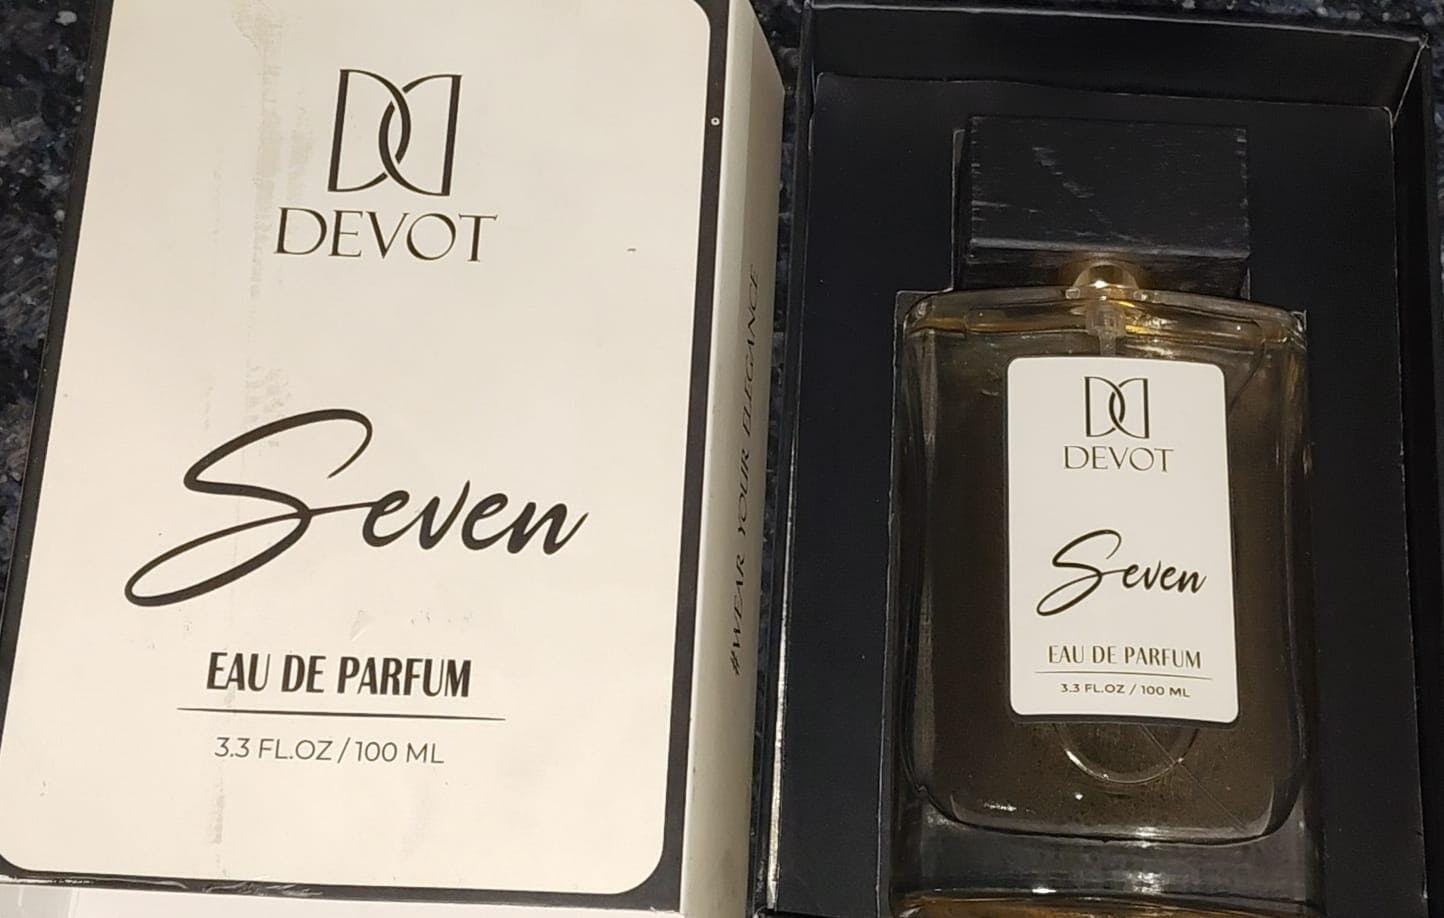 DEVOT
Seven
EAU DE PARFUM
3.3 FL.OZ / 100 ML
#WEAR YOUR ELEGANCE
DEVOT
Seven
EAU DE PARFUM
3.3 FL.OZ / 100 ML